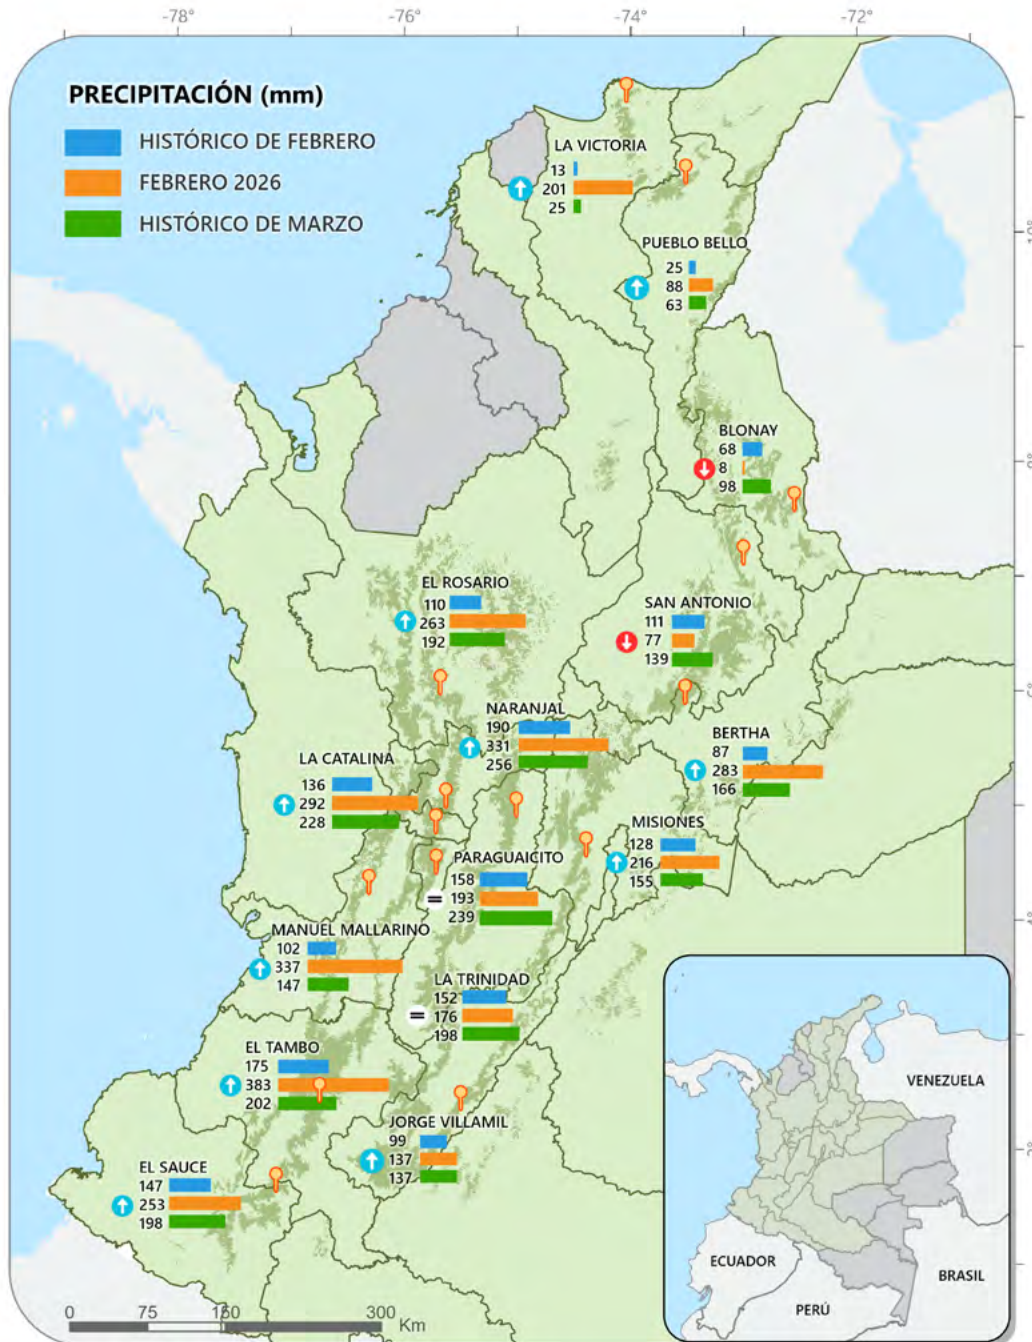 -78°
-76°
-74°
-72°
PRECIPITACIÓN (mm)
HISTÓRICO DE FEBRERO
FEBRERO 2026
HISTÓRICO DE MARZO
LA VICTORIA
13
201
25
PUEBLO BELLO
25
88
63
BLONAY
68
8
98
EL ROSARIO
110
263
192
SAN ANTONIO
111
77
139
NARANJAL
190
331
256
BERTHA
87
283
166
LA CATALINA
136
292
228
MISIONES
128
216
155
PARAGUAICITO
158
193
239
MANUEL MALLARINO
102
337
147
LA TRINIDAD
152
176
198
EL TAMBO
175
383
202
JORGE VILLAMIL
99
137
137
EL SAUCE
147
253
198
VENEZUELA
ECUADOR
BRASIL
PERÚ
0 75 150 300
Km